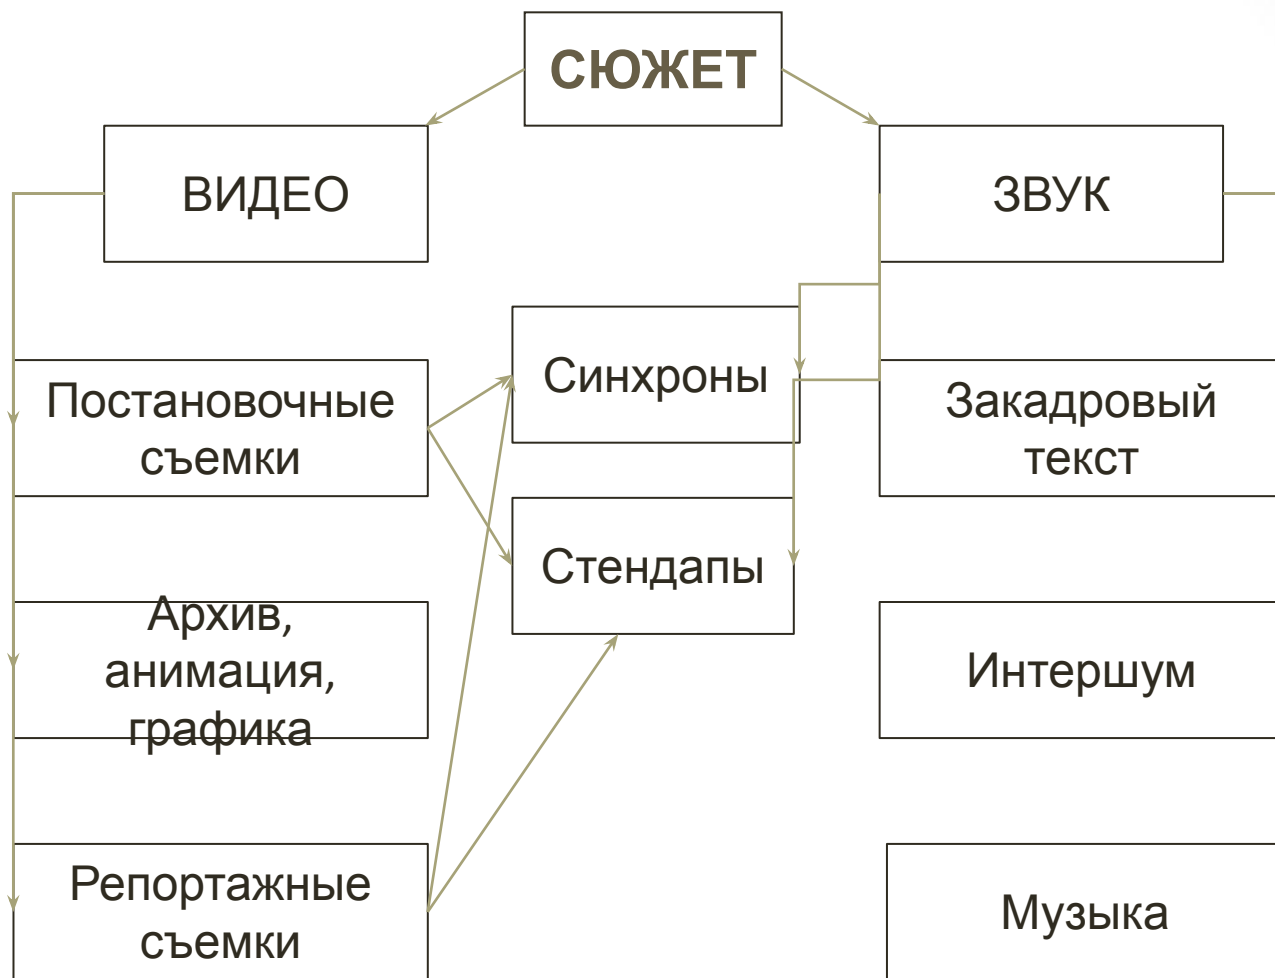 СЮЖЕТ
ВИДЕО
ЗВУК
Синхроны
Постановочные
съемки
Закадровый
текст
Стендапы
Архив,
анимация,
графика
Интершум
Репортажные
съемки
Музыка